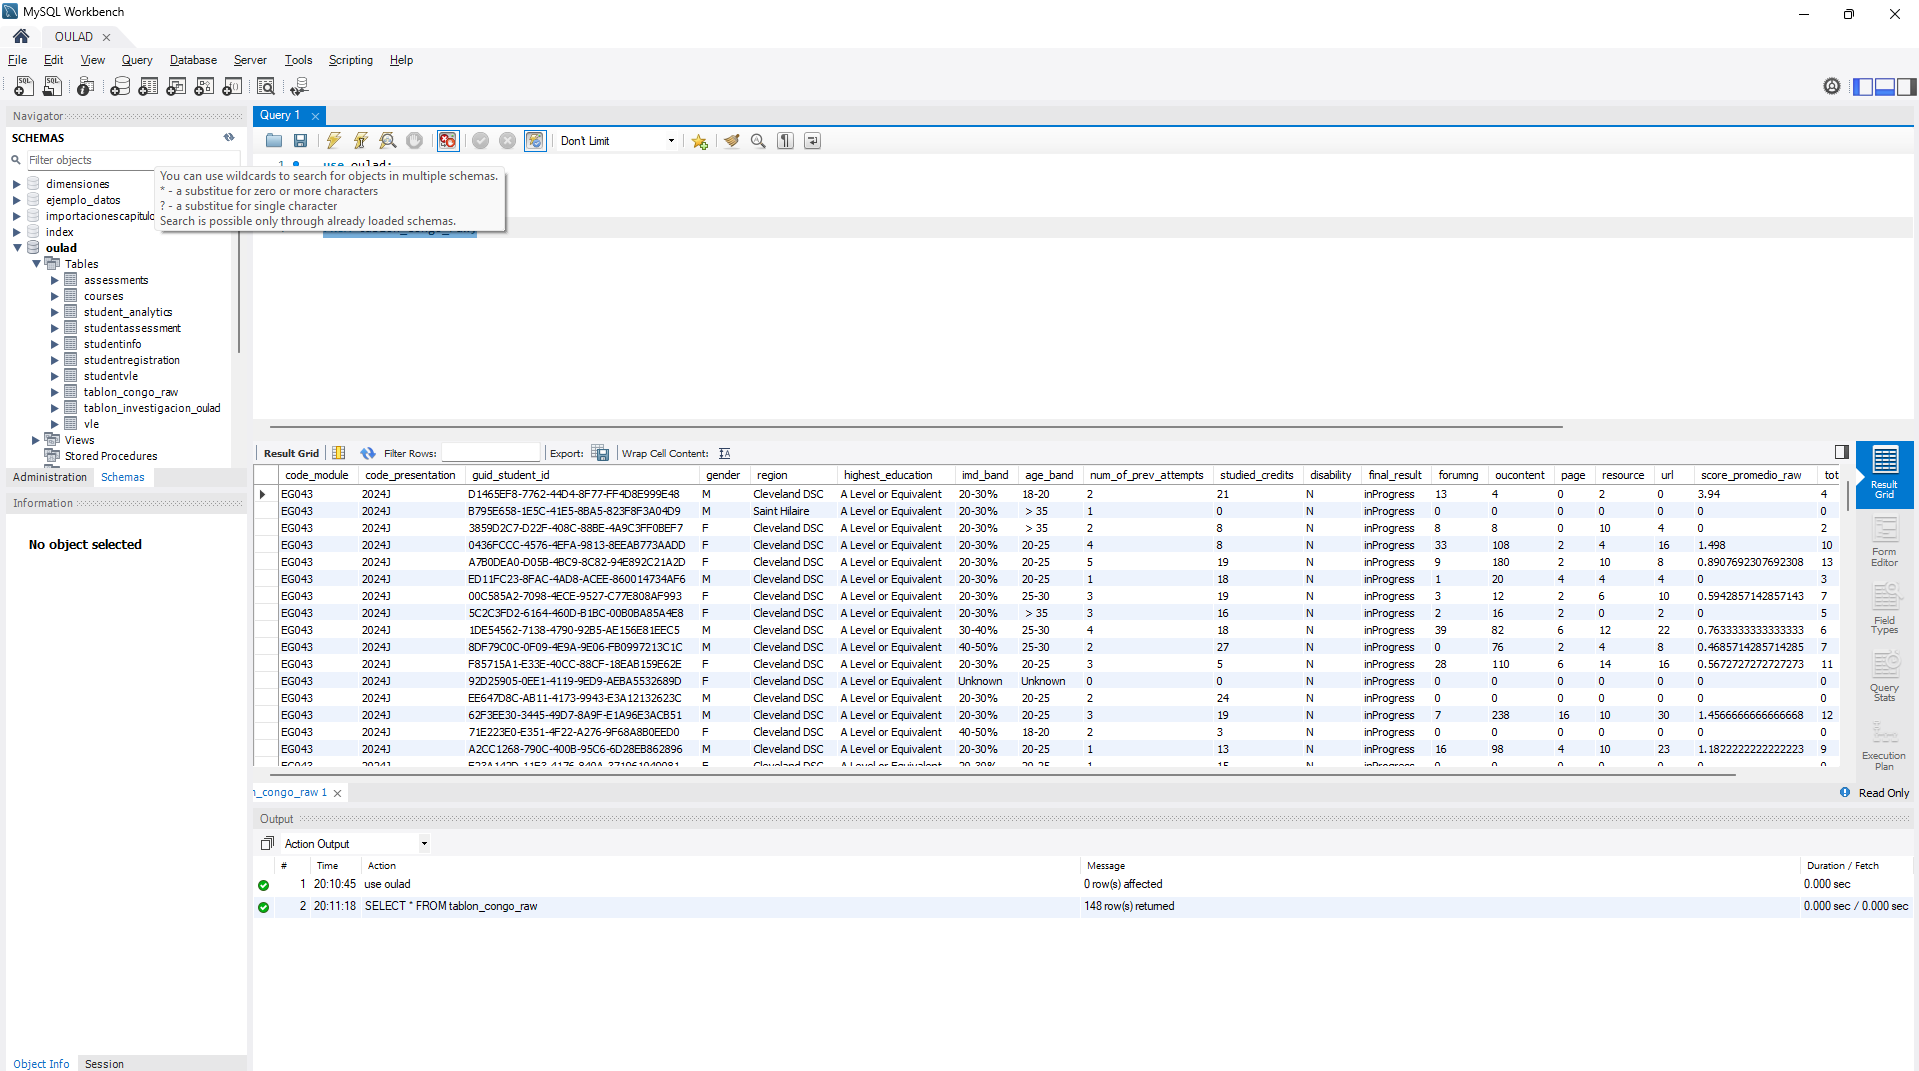 MySQL Workbench
OULAD
File Edit View Query Database Server Tools Scripting Help
Navigator
SCHEMAS
Filter objects
dimensiones
ejemplo_datos
importacionescapitulo
index
oulad
Tables
assessments
courses
student_analytics
studentassessment
studentinfo
studentregistration
studentvle
tablon_congo_raw
tablon_investigacion_oulad
vle
Views
Stored Procedures
Administration Schemas
Information
No object selected
Object Info Session
Query 1
Don't Limit
1 use oulad;
You can use wildcards to search for objects in multiple schemas.
* - a substitue for zero or more characters
? - a substitue for single character
Search is possible only through already loaded schemas.
Result Grid Filter Rows: Export: Wrap Cell Content:
code_module code_presentation guid_student_id gender region highest_education imd_band age_band num_of_prev_attempts studied_credits disability final_result forumng oucontent page resource url score_promedio_raw tot
EG043 2024J D1465EF8-7762-44D4-8F77-FF4D8E999E48 M Cleveland DSC A Level or Equivalent 20-30% 18-20 2 21 N inProgress 13 4 0 2 0 3.94 4
EG043 2024J B795E658-1E5C-41E5-8BA5-823F8F3A04D9 M Saint Hilaire A Level or Equivalent 20-30% > 35 1 0 N inProgress 0 0 0 0 0 0 0
EG043 2024J 3859D2C7-D22F-408C-88BE-4A9C3FF0BEF7 F Cleveland DSC A Level or Equivalent 20-30% > 35 2 8 N inProgress 8 8 0 10 4 0 2
EG043 2024J 0436FCCC-4576-4EFA-9813-8EEAB773AADD F Cleveland DSC A Level or Equivalent 20-30% 20-25 4 8 N inProgress 33 108 2 4 16 1.498 10
EG043 2024J A7B0DEA0-D05B-4BC9-8C82-94E892C21A2D F Cleveland DSC A Level or Equivalent 20-30% 20-25 5 19 N inProgress 9 180 2 10 8 0.8907692307692308 13
EG043 2024J ED11FC23-8FAC-4AD8-ACEE-860014734AF6 M Cleveland DSC A Level or Equivalent 20-30% 20-25 1 18 N inProgress 1 20 4 4 4 0 3
EG043 2024J 00C585A2-7098-4ECE-9527-C77E808AF993 F Cleveland DSC A Level or Equivalent 20-30% 25-30 3 19 N inProgress 3 12 2 6 10 0.5942857142857143 7
EG043 2024J 5C2C3FD2-6164-460D-B1BC-00B0BA85A4E8 F Cleveland DSC A Level or Equivalent 20-30% > 35 3 16 N inProgress 2 16 2 0 2 0 5
EG043 2024J 1DE54562-7138-4790-92B5-AE156E81EEC5 M Cleveland DSC A Level or Equivalent 30-40% 25-30 4 18 N inProgress 39 82 6 12 22 0.7633333333333333 6
EG043 2024J 8DF79C0C-0F09-4E9A-9E06-FB0997213C1C M Cleveland DSC A Level or Equivalent 40-50% 25-30 2 27 N inProgress 0 76 2 4 8 0.4685714285714285 7
EG043 2024J F85715A1-E33E-40CC-88CF-18EAB159E62E F Cleveland DSC A Level or Equivalent 20-30% 20-25 3 5 N inProgress 28 110 6 14 16 0.5672727272727273 11
EG043 2024J 92D25905-0EE1-4119-9ED9-AEBA5532689D F Cleveland DSC A Level or Equivalent Unknown Unknown 0 0 N inProgress 0 0 0 0 0 0 0
EG043 2024J EE647D8C-AB11-4173-9943-E3A12132623C M Cleveland DSC A Level or Equivalent 20-30% 20-25 2 24 N inProgress 0 0 0 0 0 0 0
EG043 2024J 62F3EE30-3445-49D7-8A9F-E1A96E3ACB51 M Cleveland DSC A Level or Equivalent 20-30% 20-25 3 19 N inProgress 7 238 16 10 30 1.4566666666666668 12
EG043 2024J 71E223E0-E351-4F22-A276-9F68A8B0EED0 F Cleveland DSC A Level or Equivalent 40-50% 18-20 2 3 N inProgress 0 0 0 0 0 0 0
EG043 2024J A2CC1268-790C-400B-95C6-6D28EB862896 M Cleveland DSC A Level or Equivalent 20-30% 20-25 1 13 N inProgress 16 98 4 10 23 1.1822222222222223 9
Result Grid
Form Editor
Field Types
Query Stats
Execution Plan
n_congo_raw 1
Read Only
Output
Action Output
# Time Action Message Duration / Fetch
1 20:10:45 use oulad 0 row(s) affected 0.000 sec
2 20:11:18 SELECT * FROM tablon_congo_raw 148 row(s) returned 0.000 sec / 0.000 sec